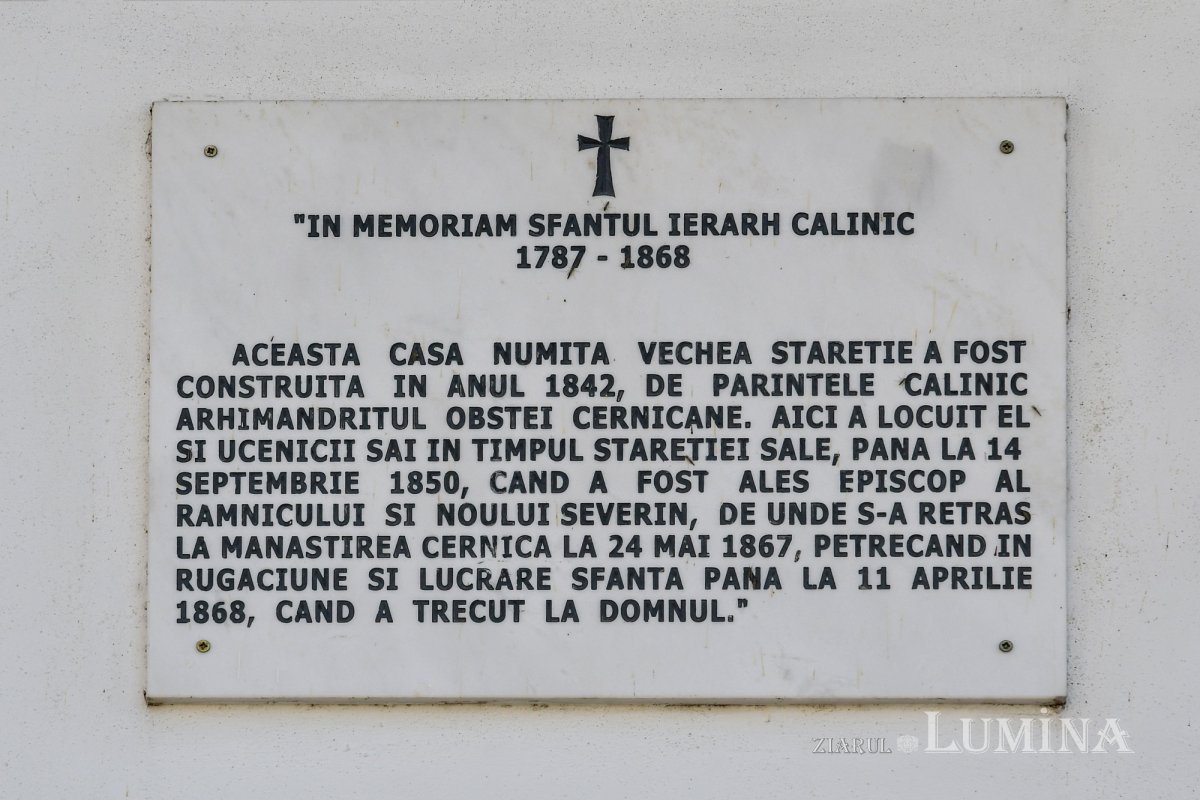 "IN MEMORIAM SFANTUL IERARH CALINIC
1787 - 1868
ACEASTA CASA NUMITA VECHEA STARETIE A FOST
CONSTRUITA IN ANUL 1842, DE PARINTELE CALINIC
ARHIMANDRITUL OBSTEI CERNICANE. AICI A LOCUIT EL
SI UCENICII SAI IN TIMPUL STARETIEI SALE, PANA LA 14
SEPTEMBRIE 1850, CAND A FOST ALES EPISCOP AL
RAMNICULUI SI NOULUI SEVERIN, DE UNDE S-A RETRAS
LA MANASTIREA CERNICA LA 24 MAI 1867, PETRECAND IN
RUGACIUNE SI LUCRARE SFANTA PANA LA 11 APRILIE
1868, CAND A TRECUT LA DOMNUL."
ZIARUL LUMINA